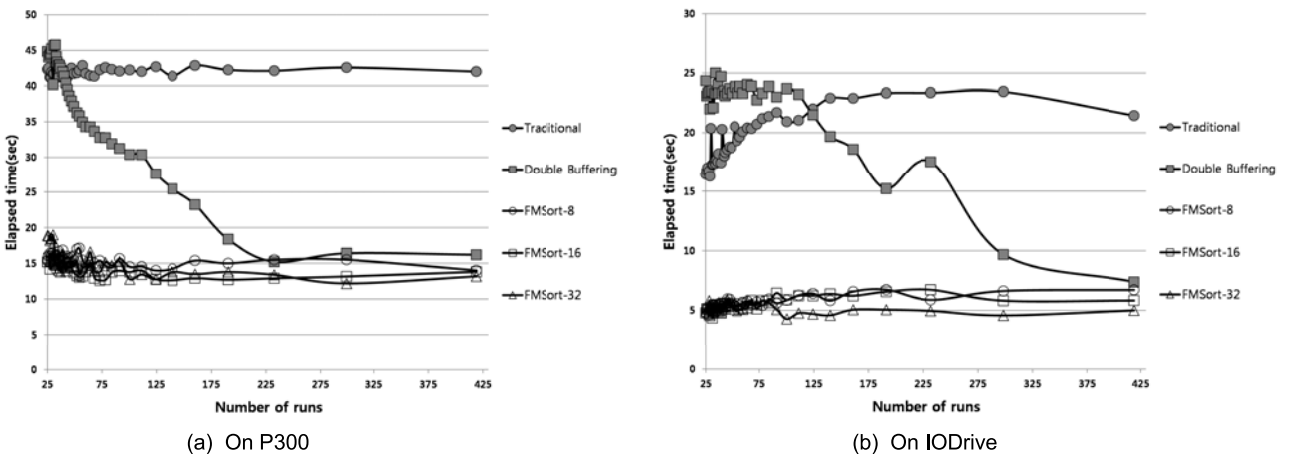 50
45
40
35
30
25
20
15
10
5
0
Elapsed time(sec)
25 75 125 175 225 275 325 375 425
Number of runs
Traditional
Double Buffering
FMSort-8
FMSort-16
FMSort-32
(a) On P300
30
25
20
15
10
5
0
Elapsed time(sec)
25 75 125 175 225 275 325 375 425
Number of runs
Traditional
Double Buffering
FMSort-8
FMSort-16
FMSort-32
(b) On IODrive